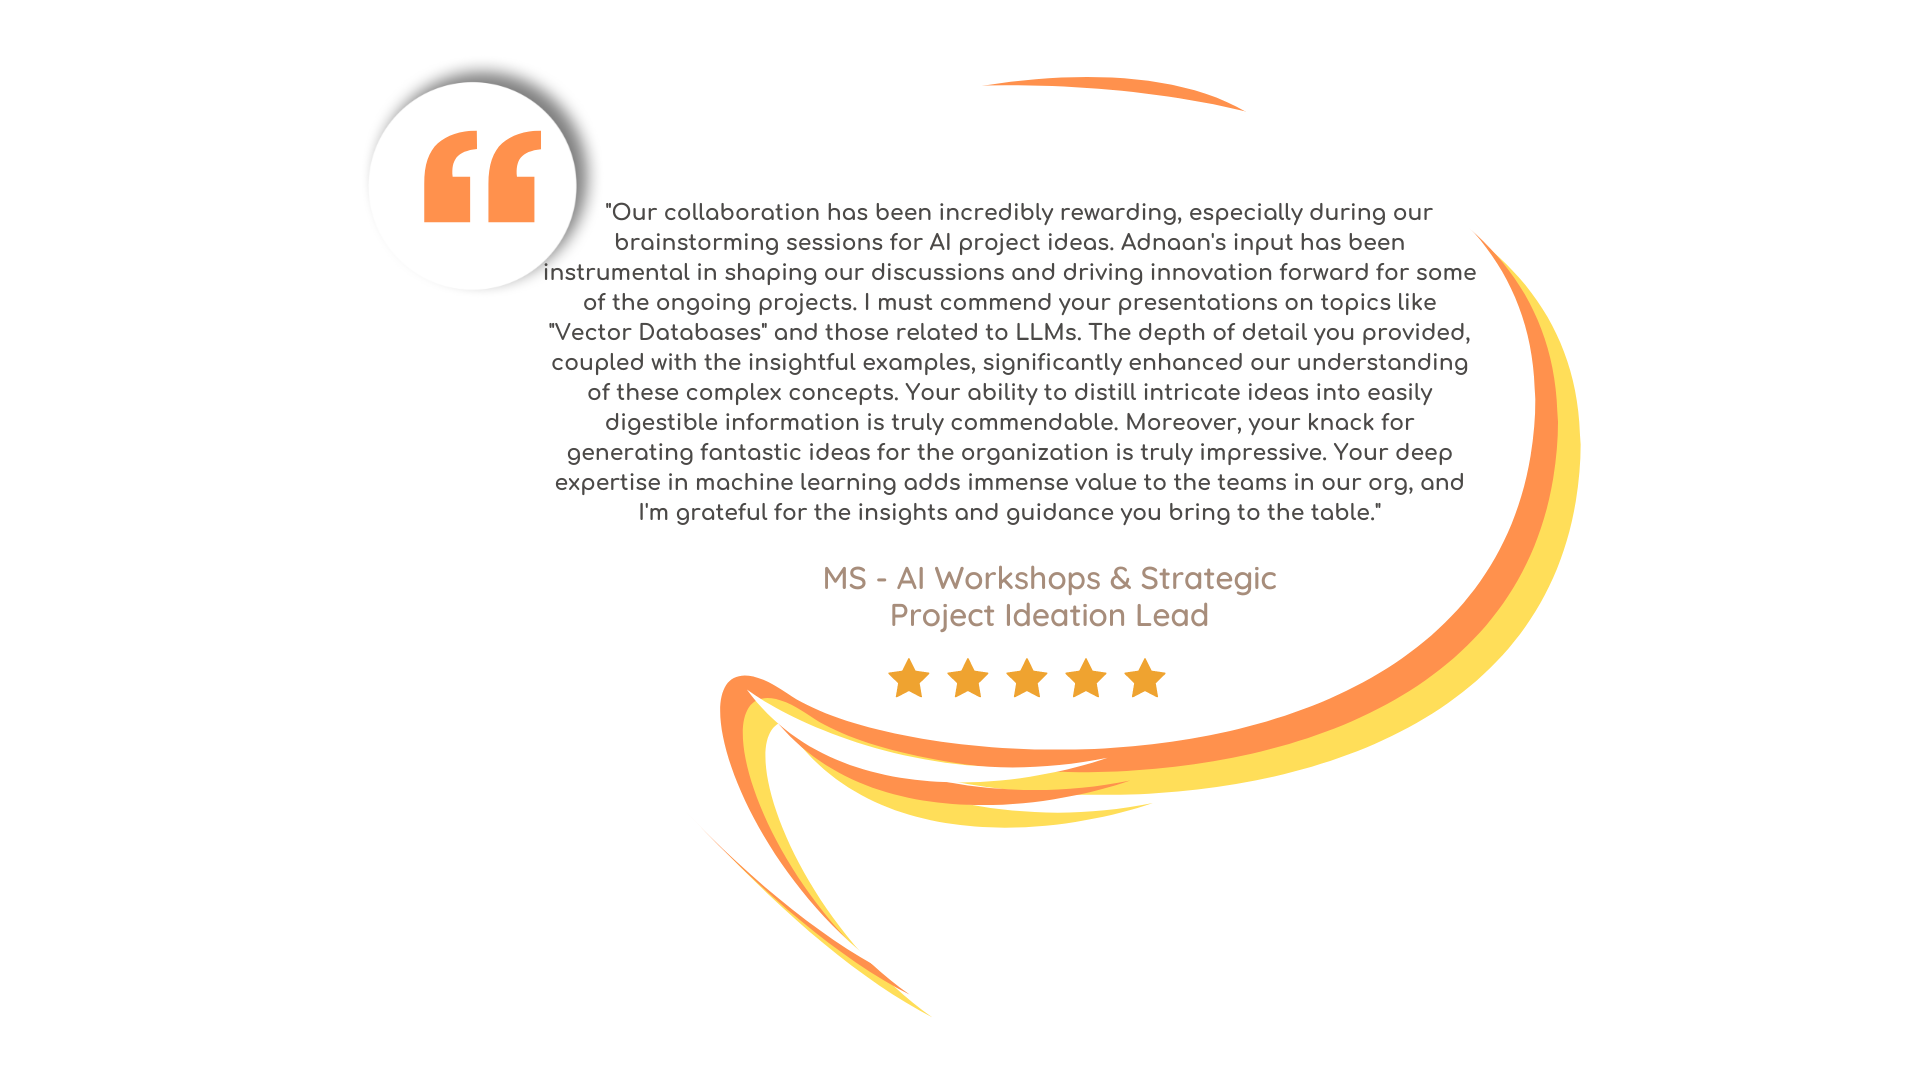 "Our collaboration has been incredibly rewarding, especially during our
brainstorming sessions for AI project ideas. Adnaan's input has been
instrumental in shaping our discussions and driving innovation forward for some
of the ongoing projects. I must commend your presentations on topics like
"Vector Databases" and those related to LLMs. The depth of detail you provided,
coupled with the insightful examples, significantly enhanced our understanding
of these complex concepts. Your ability to distill intricate ideas into easily
digestible information is truly commendable. Moreover, your knack for
generating fantastic ideas for the organization is truly impressive. Your deep
expertise in machine learning adds immense value to the teams in our org, and
I'm grateful for the insights and guidance you bring to the table."
MS - AI Workshops & Strategic
Project Ideation Lead